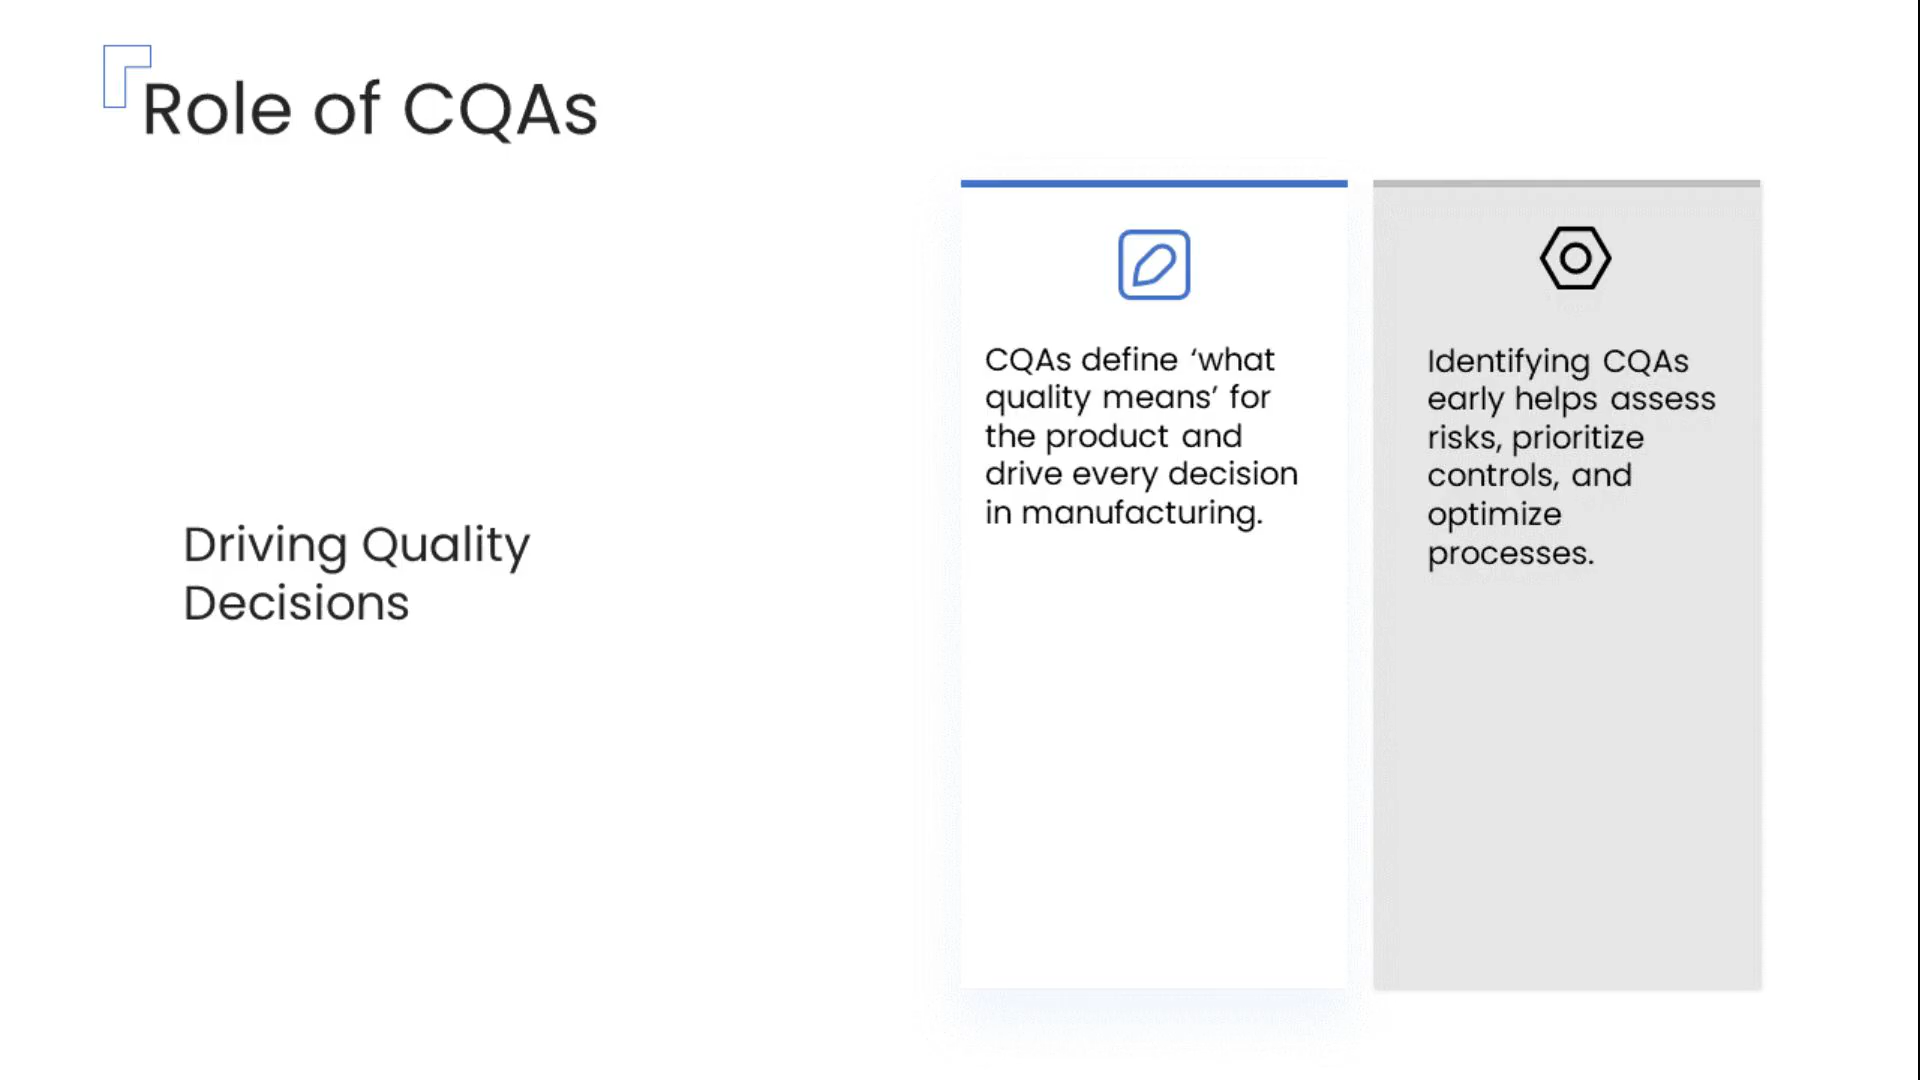 Role of CQAs
Driving Quality
Decisions
CQAs define ‘what
quality means’ for
the product and
drive every decision
in manufacturing.
Identifying CQAs
early helps assess
risks, prioritize
controls, and
optimize
processes.